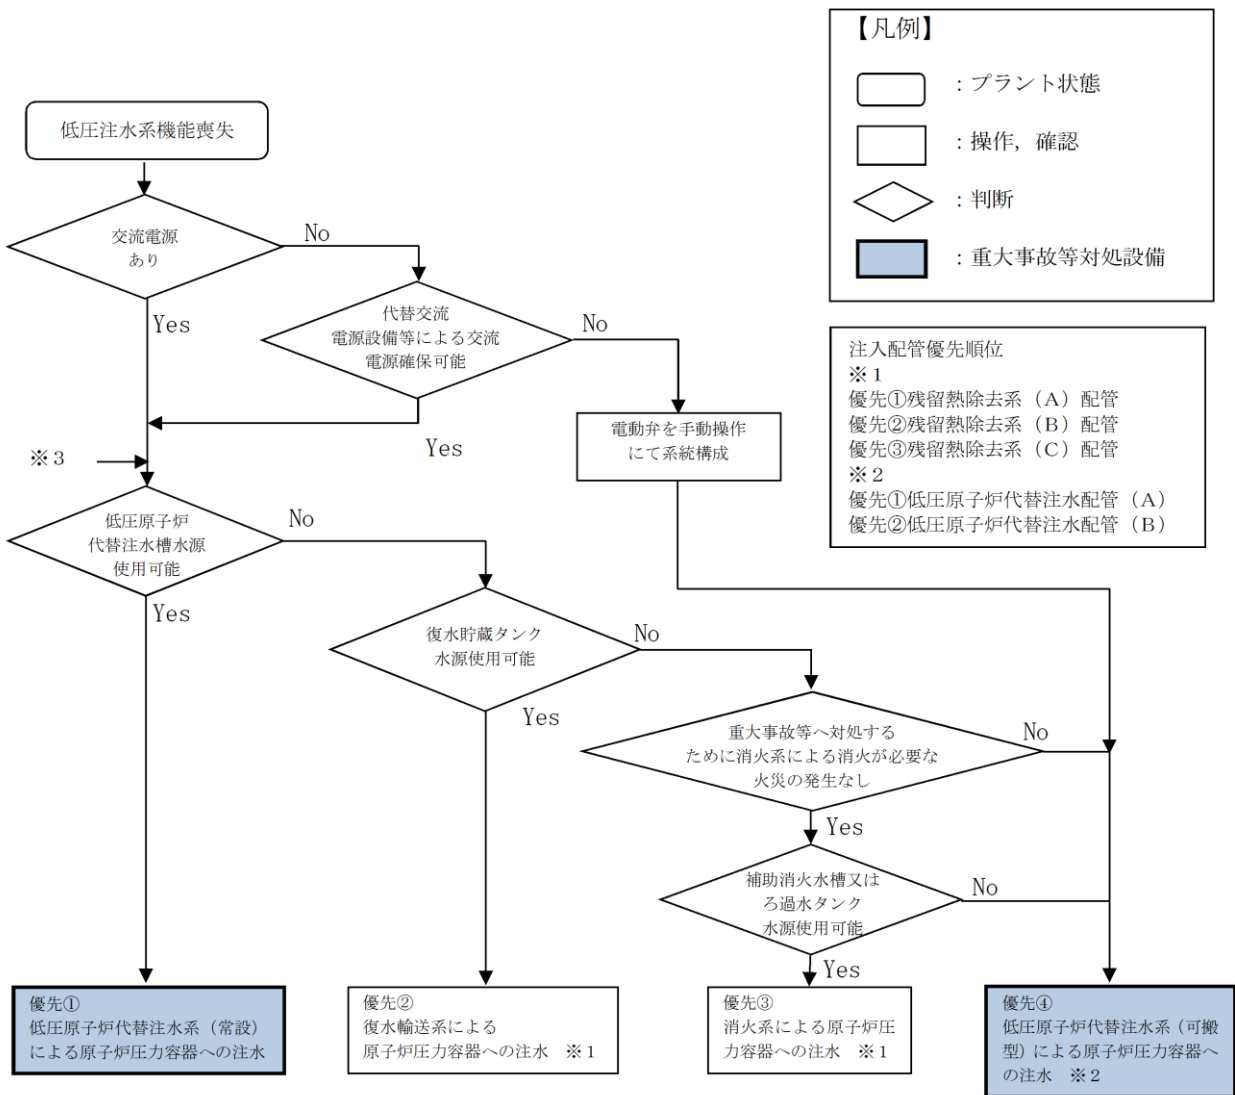 【凡例】
：プラント状態
：操作，確認
：判断
：重大事故等対処設備
低圧注水系機能喪失
交流電源
あり
No
Yes
代替交流
電源設備等による交流
電源確保可能
No
Yes
電動弁を手動操作
にて系統構成
注入配管優先順位
※１
優先①残留熱除去系（Ａ）配管
優先②残留熱除去系（Ｂ）配管
優先③残留熱除去系（Ｃ）配管
※２
優先①低圧原子炉代替注水配管（Ａ）
優先②低圧原子炉代替注水配管（Ｂ）
※３
低圧原子炉
代替注水槽水源
使用可能
No
Yes
復水貯蔵タンク
水源使用可能
No
Yes
重大事故等へ対処する
ために消火系による消火が必要な
火災の発生なし
No
Yes
補助消火水槽又は
ろ過水タンク
水源使用可能
No
Yes
優先①
低圧原子炉代替注水系（常設）
による原子炉圧力容器への注水
優先②
復水輸送系による
原子炉圧力容器への注水　※１
優先③
消火系による原子炉圧
力容器への注水　※１
優先④
低圧原子炉代替注水系（可搬
型）による原子炉圧力容器へ
の注水　※２